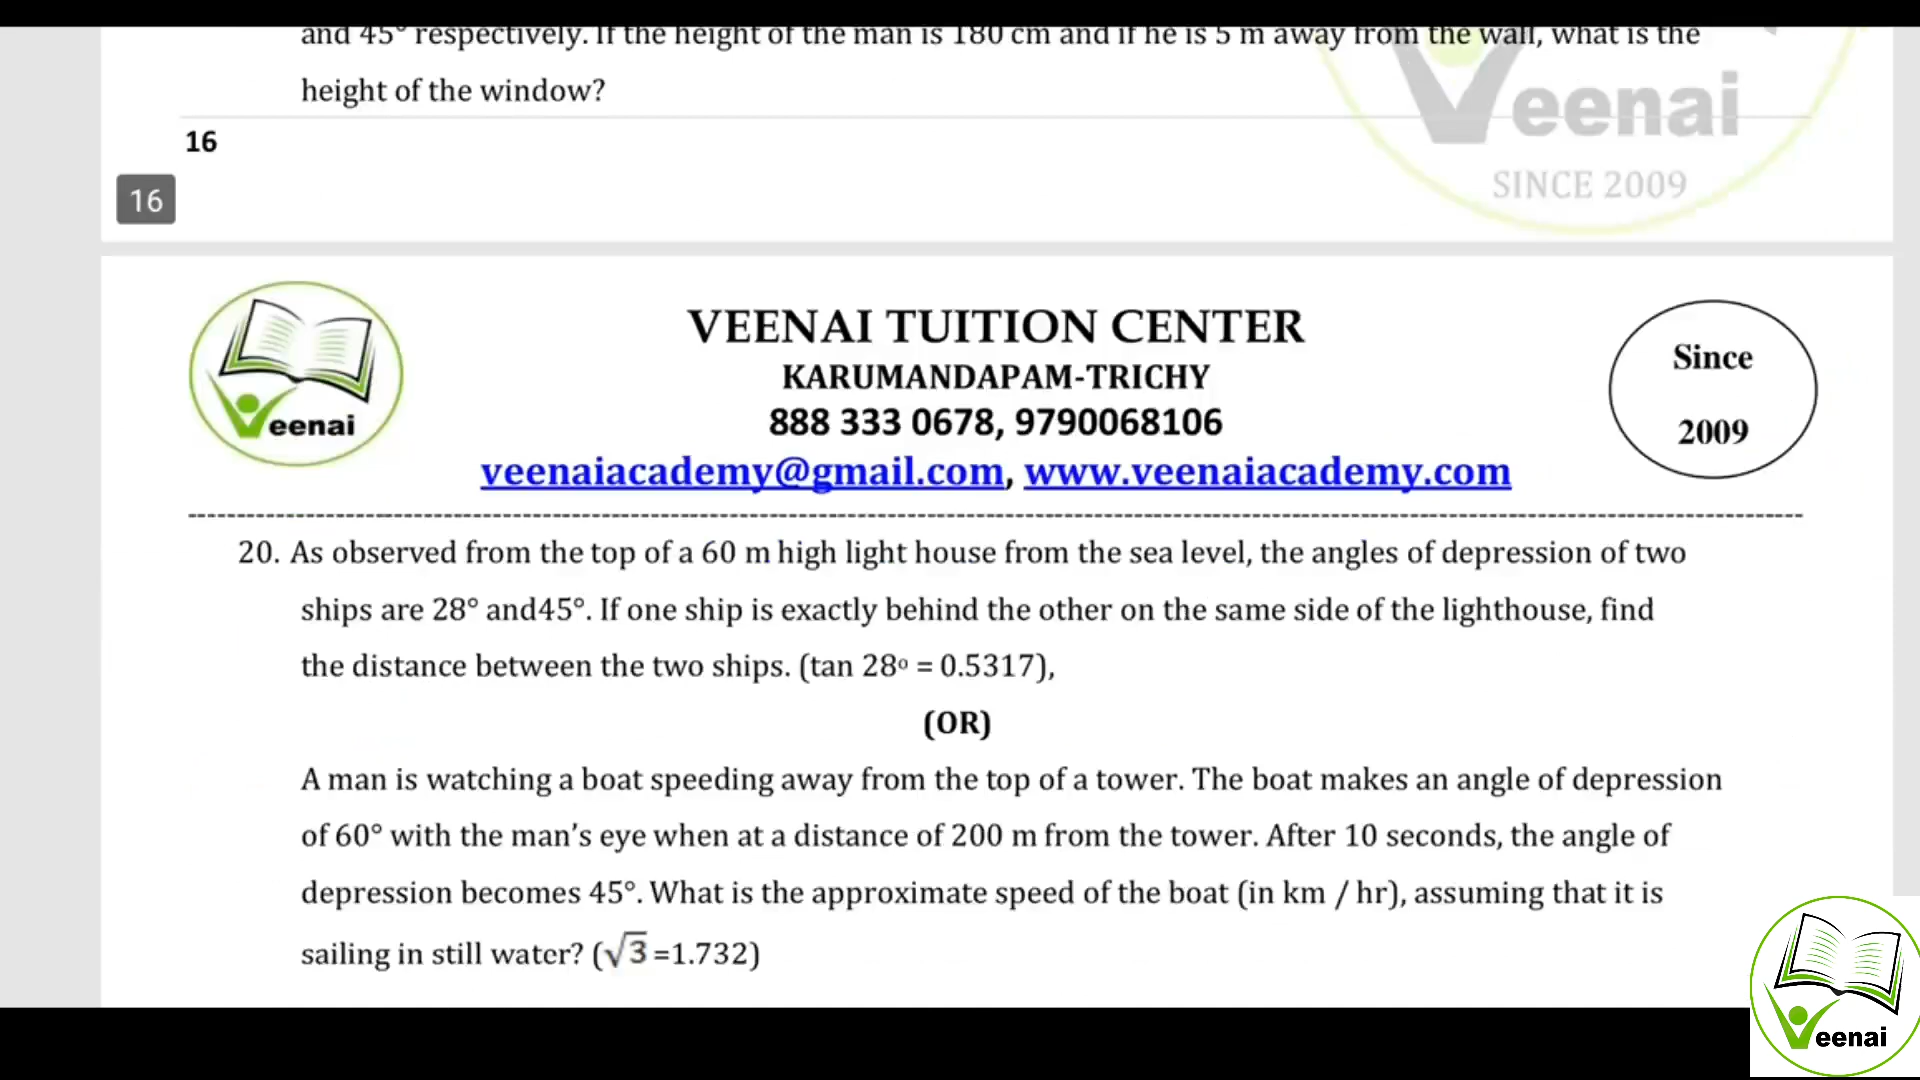 and 45° respectively. If the height of the man is 180 cm and if he is 5 m away from the wall, what is the
height of the window?
eenai
SINCE 2009
16
16
eenai
VEENAI TUITION CENTER
KARUMANDAPAM-TRICHY
888 333 0678, 9790068106
veenaiacademy@gmail.com, www.veenaiacademy.com
Since
2009
20. As observed from the top of a 60 m high light house from the sea level, the angles of depression of two
ships are 28° and45°. If one ship is exactly behind the other on the same side of the lighthouse, find
the distance between the two ships. (tan 28° = 0.5317),
(OR)
A man is watching a boat speeding away from the top of a tower. The boat makes an angle of depression
of 60° with the man’s eye when at a distance of 200 m from the tower. After 10 seconds, the angle of
depression becomes 45°. What is the approximate speed of the boat (in km / hr), assuming that it is
sailing in still water? (√3 =1.732)
eenai